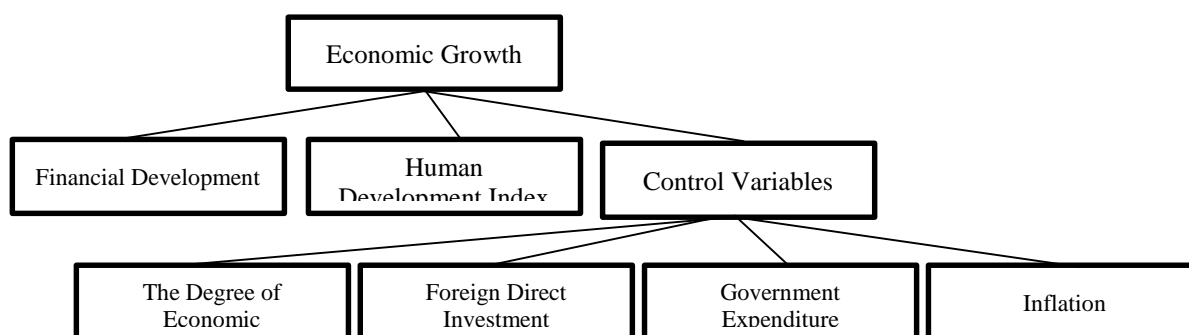 Economic Growth
Financial Development
Human
Development Index
Control Variables
The Degree of
Economic
Foreign Direct
Investment
Government
Expenditure
Inflation